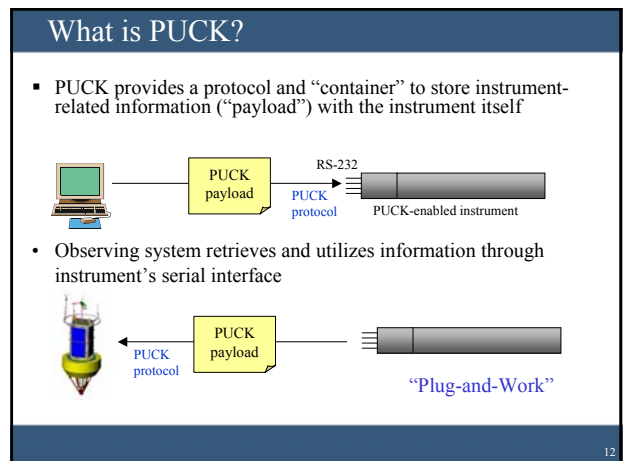 What is PUCK?
▪ PUCK provides a protocol and “container” to store instrument-
related information (“payload”) with the instrument itself
PUCK
payload
PUCK
protocol
RS-232
PUCK-enabled instrument
• Observing system retrieves and utilizes information through
instrument’s serial interface
PUCK
protocol
PUCK
payload
“Plug-and-Work”
12